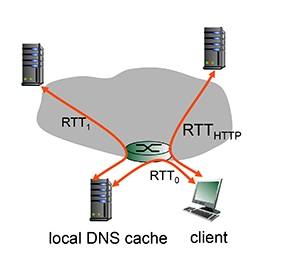 RTT1
RTTHTTP
RTT0
local DNS cache
client